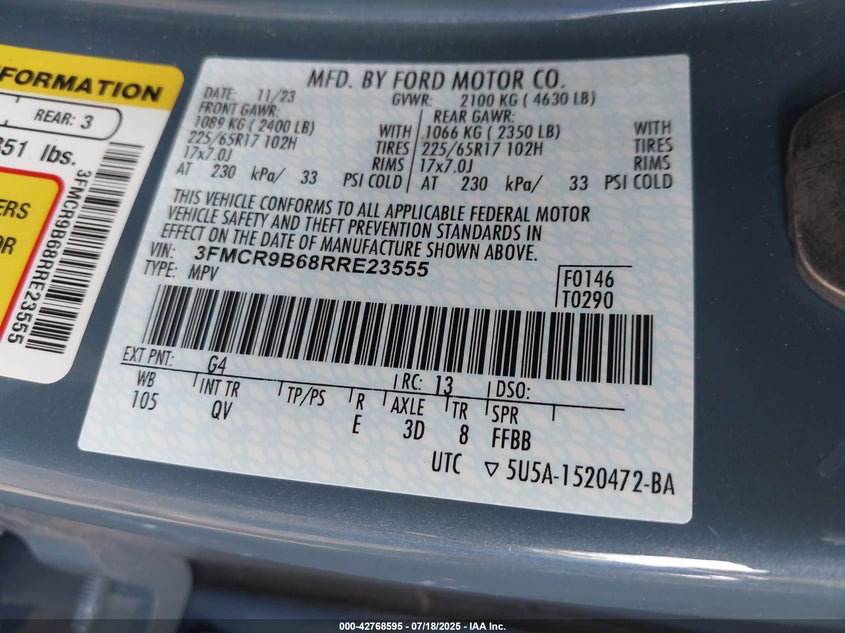 NFORMATION
REAR: 3
351 lbs.
ERS
OR
3FMCR9B68RRE23555
MFD. BY FORD MOTOR CO.
DATE: 11/23 GVWR: 2100 KG ( 4630 LB)
FRONT GAWR: REAR GAWR:
1089 KG ( 2400 LB) WITH 1066 KG ( 2350 LB) WITH
225/65R17 102H TIRES 225/65R17 102H TIRES
17x7.0J RIMS 17x7.0J RIMS
AT 230 kPa/ 33 PSI COLD AT 230 kPa/ 33 PSI COLD
THIS VEHICLE CONFORMS TO ALL APPLICABLE FEDERAL MOTOR
VEHICLE SAFETY AND THEFT PREVENTION STANDARDS IN
EFFECT ON THE DATE OF MANUFACTURE SHOWN ABOVE.
VIN: 3FMCR9B68RRE23555
TYPE: MPV
F0146
T0290
EXT PNT: G4 RC: 13 DSO:
WB INT TR TP/PS R AXLE TR SPR
105 QV E 3D 8 FFBB
UTC ▽ 5U5A-1520472-BA
000-42768595 | 07/18/2025 | IAA Inc.